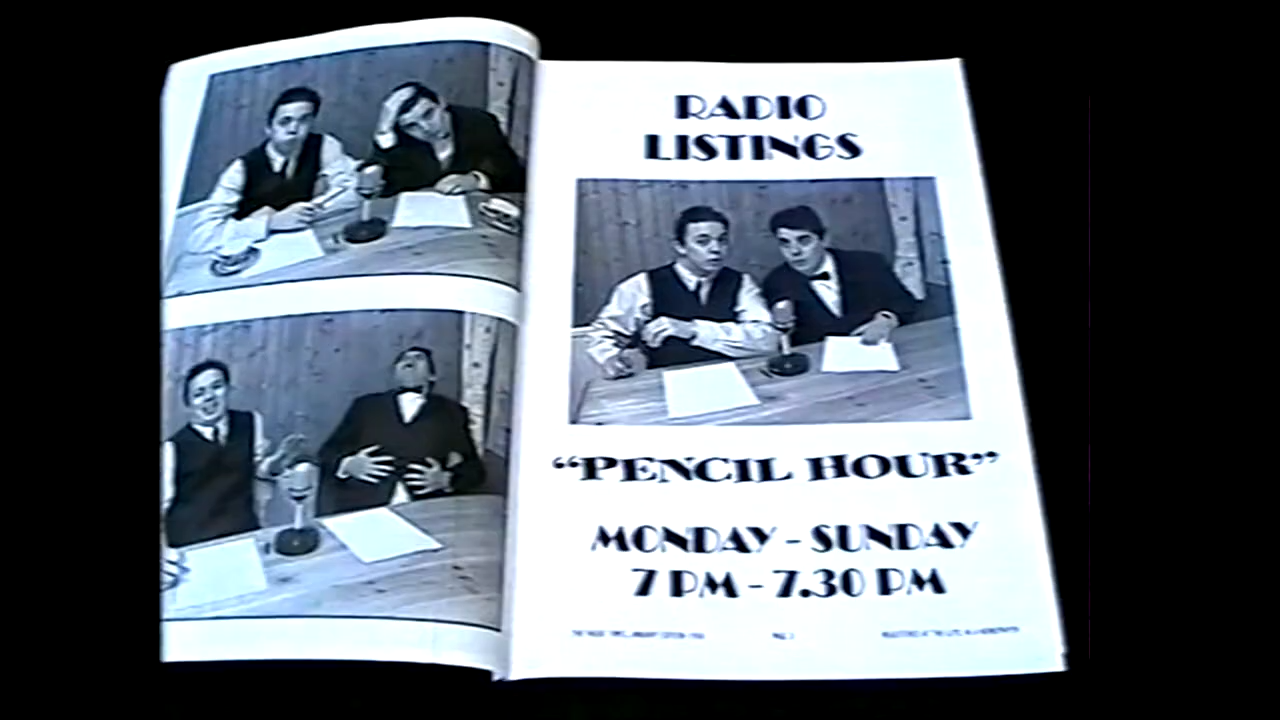 RADIO
LISTINGS
“PENCIL HOUR”
MONDAY - SUNDAY
7 PM - 7.30 PM